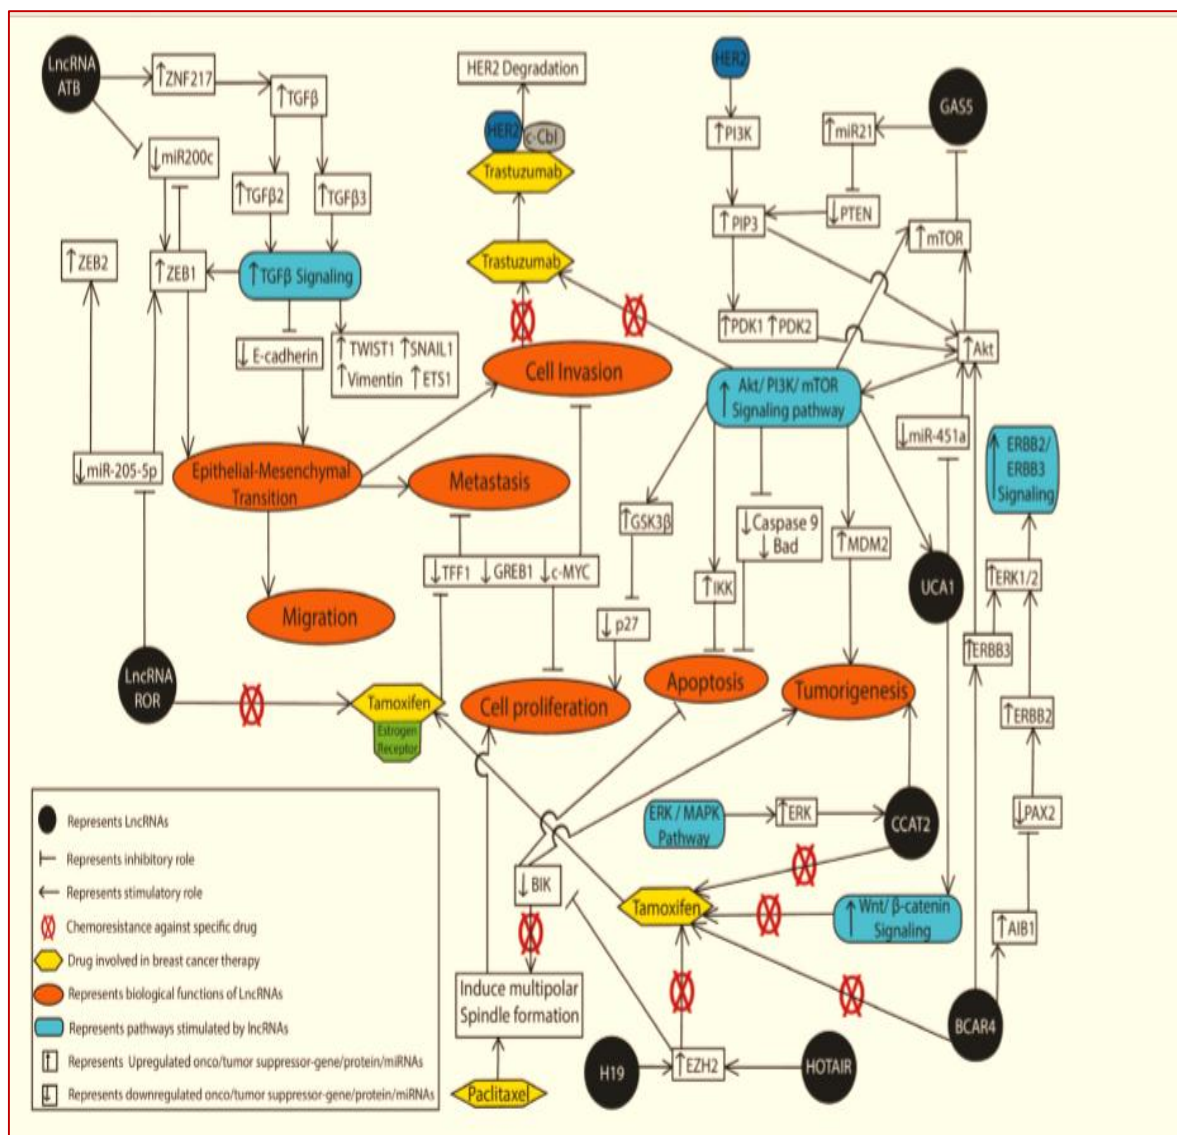 LncRNA
ATB
↑ZNF217
↑TGFβ
HER2 Degradation
HER2
c-Cbl
Trastuzumab
HER2
↑PI3K
↑miR21
GAS5
↓miR200c
↑TGFβ2
↑TGFβ3
↑PIP3
↓PTEN
↑mTOR
↑ZEB2
↑ZEB1
↑TGFβ Signaling
Trastuzumab
↑PDK1 ↑PDK2
↑Akt
↓ E-cadherin
↑ TWIST1 ↑SNAIL1
↑Vimentin ↑ETS1
Cell Invasion
↑ Akt/ PI3K/ mTOR
Signaling pathway
↓miR-451a
↑ ERBB2/
ERBB3
Signaling
↓miR-205-5p
Epithelial-Mesenchymal
Transition
Metastasis
↑GSK3β
↓Caspase 9
↓ Bad
↑MDM2
↓TFF1 ↓GREB1 ↓c-MYC
↑IKK
UCA1
↑ERK1/2
Migration
↓ p27
↑ERBB3
LncRNA
ROR
Tamoxifen
Estrogen
Receptor
Cell proliferation
Apoptosis
Tumorigenesis
↑ERBB2
ERK / MAPK
Pathway
↑ERK
CCAT2
↓PAX2
↓ BIK
Tamoxifen
↑ Wnt/ β-catenin
Signaling
↑AIB1
Induce multipolar
Spindle formation
BCAR4
Paclitaxel
H19
↑EZH2
HOTAIR
Represents LncRNAs
Represents inhibitory role
Represents stimulatory role
Chemoresistance against specific drug
Drug involved in breast cancer therapy
Represents biological functions of LncRNAs
Represents pathways stimulated by lncRNAs
↑ Represents Upregulated onco/tumor suppressor-gene/protein/miRNAs
↓ Represents downregulated onco/tumor suppressor-gene/protein/miRNAs